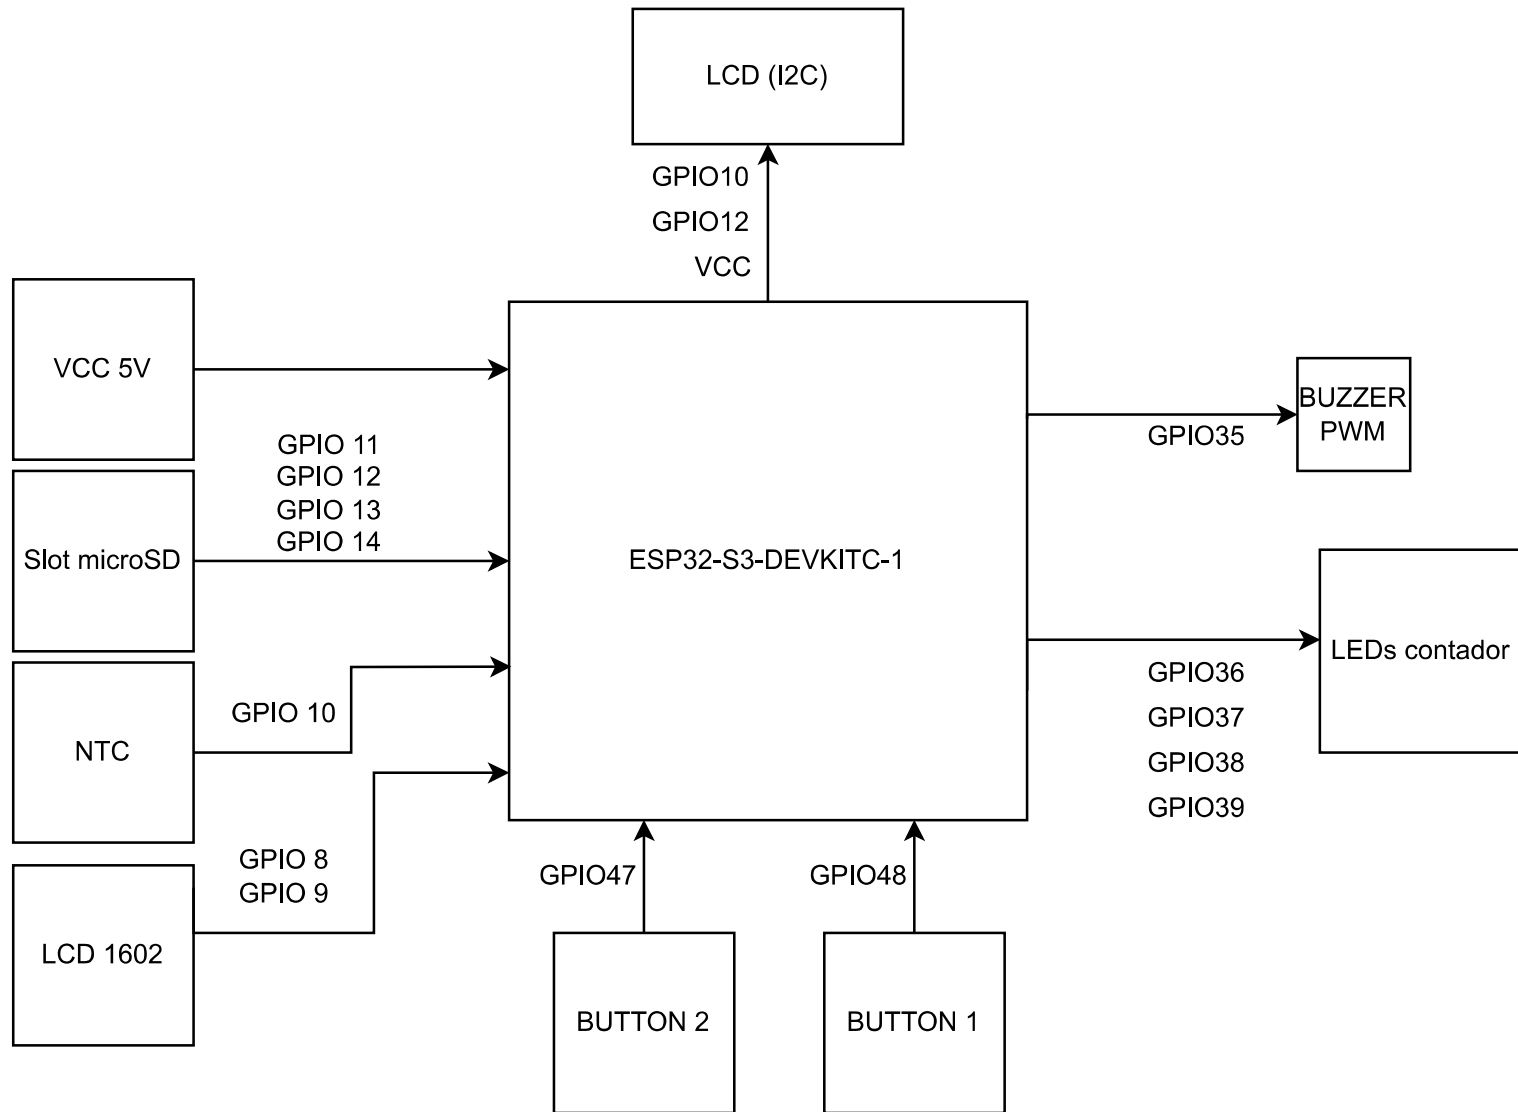 LCD (I2C)
GPIO10
GPIO12
VCC
VCC 5V
GPIO 11
GPIO 12
GPIO 13
GPIO 14
Slot microSD
ESP32-S3-DEVKITC-1
BUZZER
PWM
GPIO35
LEDs contador
GPIO36
GPIO37
GPIO38
GPIO39
NTC
GPIO 10
GPIO 8
GPIO 9
LCD 1602
GPIO47
GPIO48
BUTTON 2
BUTTON 1